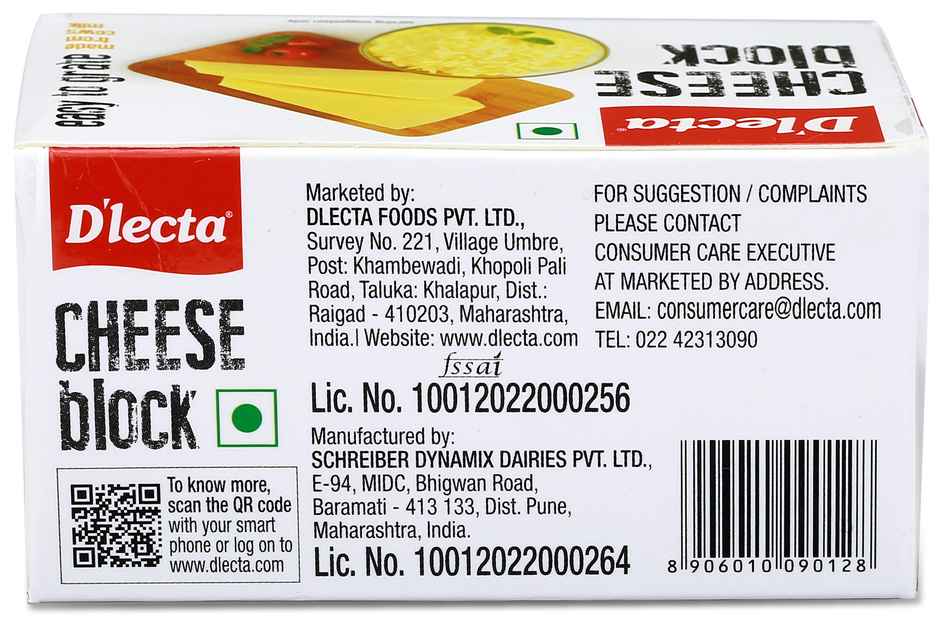 made
from
cow's
milk
easy to grate
CHEESE
block
D'lecta®
D'lecta®
CHEESE
block
To know more,
scan the QR code
with your smart
phone or log on to
www.dlecta.com
Marketed by:
DLECTA FOODS PVT. LTD.,
Survey No. 221, Village Umbre,
Post: Khambewadi, Khopoli Pali
Road, Taluka: Khalapur, Dist.:
Raigad - 410203, Maharashtra,
India.| Website: www.dlecta.com
fssai
Lic. No. 10012022000256
Manufactured by:
SCHREIBER DYNAMIX DAIRIES PVT. LTD.,
E-94, MIDC, Bhigwan Road,
Baramati - 413 133, Dist. Pune,
Maharashtra, India.
Lic. No. 10012022000264
FOR SUGGESTION / COMPLAINTS
PLEASE CONTACT
CONSUMER CARE EXECUTIVE
AT MARKETED BY ADDRESS.
EMAIL: consumercare@dlecta.com
TEL: 022 42313090
8 906010 090128